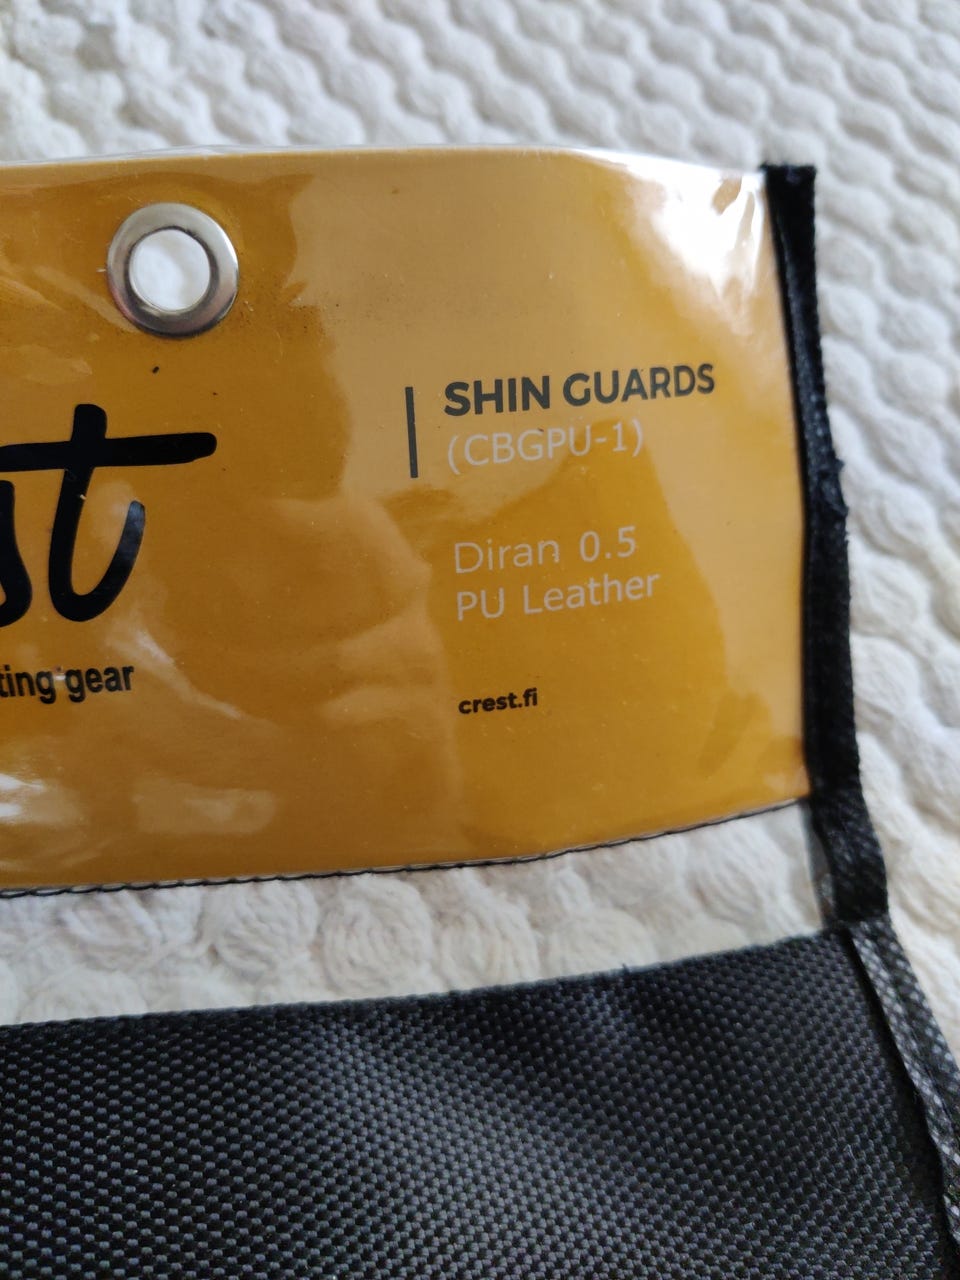 st
ting gear
SHIN GUARDS
(CBGPU-1)
Diran 0.5
PU Leather
crest.fi